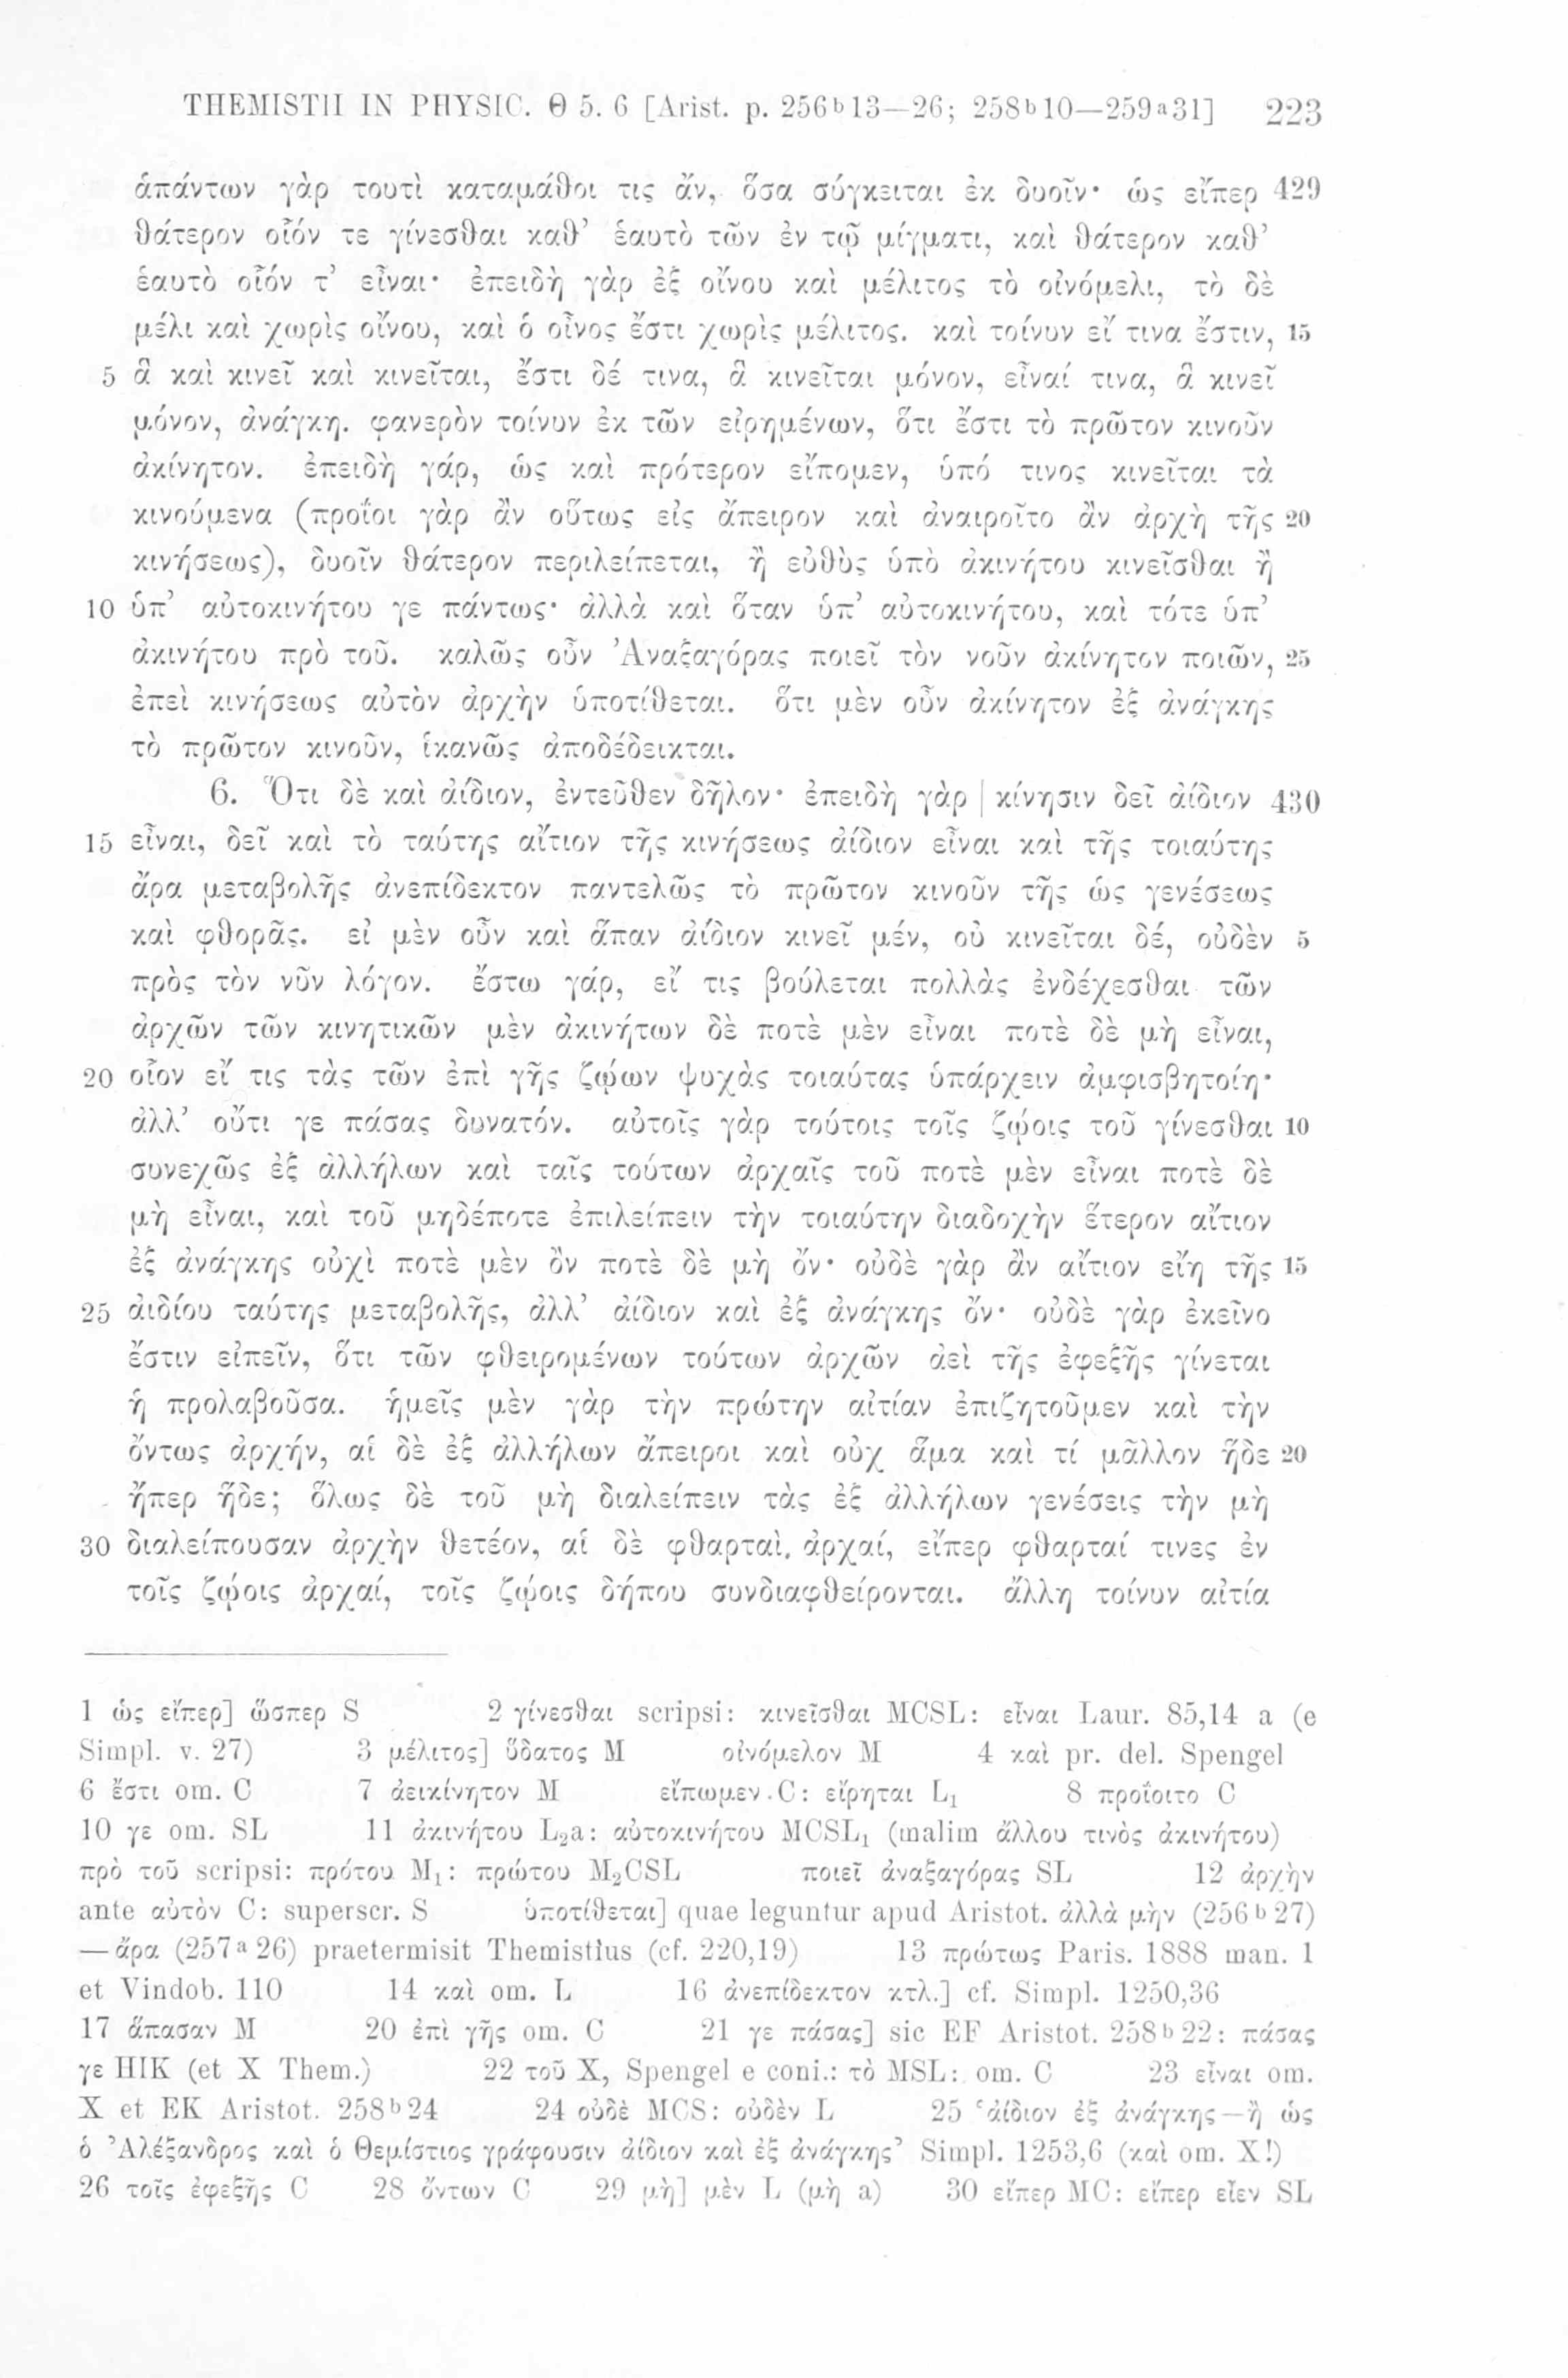 THEMISTII IN PHYSIC. Θ 5. 6 [Arist. p. 256ᵇ13—26; 258ᵇ10—259ᵃ31] 223
ἁπάντων γὰρ τουτὶ καταμάθοι τις ἄν, ὅσα σύγκειται ἐκ δυοῖν· ὡς εἴπερ 429
θάτερον οἷόν τε γίνεσθαι καθ’ ἑαυτὸ τῶν ἐν τῷ μίγματι, καὶ θάτερον καθ’
ἑαυτὸ οἷόν τ’ εἶναι· ἐπειδὴ γὰρ ἐξ οἴνου καὶ μέλιτος τὸ οἰνόμελι, τὸ δὲ
μέλι καὶ χωρὶς οἴνου, καὶ ὁ οἶνος ἔστι χωρὶς μέλιτος. καὶ τοίνυν εἴ τινα ἔστιν, 15
5 ἃ καὶ κινεῖ καὶ κινεῖται, ἔστι δέ τινα, ἃ κινεῖται μόνον, εἶναί τινα, ἃ κινεῖ
μόνον, ἀνάγκη. φανερὸν τοίνυν ἐκ τῶν εἰρημένων, ὅτι ἔστι τὸ πρῶτον κινοῦν
ἀκίνητον. ἐπειδὴ γάρ, ὡς καὶ πρότερον εἴπομεν, ὑπό τινος κινεῖται τὰ
κινούμενα (προΐοι γὰρ ἂν οὕτως εἰς ἄπειρον καὶ ἀναιροῖτο ἂν ἀρχὴ τῆς 20
κινήσεως), δυοῖν θάτερον περιλείπεται, ἢ εὐθὺς ὑπὸ ἀκινήτου κινεῖσθαι ἢ
10 ὑπ’ αὐτοκινήτου γε πάντως· ἀλλὰ καὶ ὅταν ὑπ’ αὐτοκινήτου, καὶ τότε ὑπ’
ἀκινήτου πρὸ τοῦ. καλῶς οὖν Ἀναξαγόρας ποιεῖ τὸν νοῦν ἀκίνητον ποιῶν, 25
ἐπεὶ κινήσεως αὐτὸν ἀρχὴν ὑποτίθεται. ὅτι μὲν οὖν ἀκίνητον ἐξ ἀνάγκης
τὸ πρῶτον κινοῦν, ἱκανῶς ἀποδέδεικται.
6. Ὅτι δὲ καὶ ἀίδιον, ἐντεῦθεν δῆλον· ἐπειδὴ γὰρ | κίνησιν δεῖ ἀίδιον 430
15 εἶναι, δεῖ καὶ τὸ ταύτης αἴτιον τῆς κινήσεως ἀίδιον εἶναι καὶ τῆς τοιαύτης
ἄρα μεταβολῆς ἀνεπίδεκτον παντελῶς τὸ πρῶτον κινοῦν τῆς ὡς γενέσεως
καὶ φθορᾶς. εἰ μὲν οὖν καὶ ἅπαν ἀίδιον κινεῖ μέν, οὐ κινεῖται δέ, οὐδὲν 5
πρὸς τὸν νῦν λόγον. ἔστω γάρ, εἴ τις βούλεται πολλὰς ἐνδέχεσθαι τῶν
ἀρχῶν τῶν κινητικῶν μὲν ἀκινήτων δὲ ποτὲ μὲν εἶναι ποτὲ δὲ μὴ εἶναι,
20 οἷον εἴ τις τὰς τῶν ἐπὶ γῆς ζῴων ψυχὰς τοιαύτας ὑπάρχειν ἀμφισβητοίη·
ἀλλ’ οὔτι γε πάσας δυνατόν. αὐτοῖς γὰρ τούτοις τοῖς ζῴοις τοῦ γίνεσθαι 10
συνεχῶς ἐξ ἀλλήλων καὶ ταῖς τούτων ἀρχαῖς τοῦ ποτὲ μὲν εἶναι ποτὲ δὲ
μὴ εἶναι, καὶ τοῦ μηδέποτε ἐπιλείπειν τὴν τοιαύτην διαδοχὴν ἕτερον αἴτιον
ἐξ ἀνάγκης οὐχὶ ποτὲ μὲν ὂν ποτὲ δὲ μὴ ὄν· οὐδὲ γὰρ ἂν αἴτιον εἴη τῆς 15
25 ἀιδίου ταύτης μεταβολῆς, ἀλλ’ ἀίδιον καὶ ἐξ ἀνάγκης ὄν· οὐδὲ γὰρ ἐκεῖνο
ἔστιν εἰπεῖν, ὅτι τῶν φθειρομένων τούτων ἀρχῶν ἀεὶ τῆς ἐφεξῆς γίνεται
ἡ προλαβοῦσα. ἡμεῖς μὲν γὰρ τὴν πρώτην αἰτίαν ἐπιζητοῦμεν καὶ τὴν
ὄντως ἀρχήν, αἱ δὲ ἐξ ἀλλήλων ἄπειροι καὶ οὐχ ἅμα καὶ τί μᾶλλον ἥδε 20
ἤπερ ἥδε; ὅλως δὲ τοῦ μὴ διαλείπειν τὰς ἐξ ἀλλήλων γενέσεις τὴν μὴ
30 διαλείπουσαν ἀρχὴν θετέον, αἱ δὲ φθαρταὶ ἀρχαί, εἴπερ φθαρταί τινες ἐν
τοῖς ζῴοις ἀρχαί, τοῖς ζῴοις δήπου συνδιαφθείρονται. ἄλλη τοίνυν αἰτία
1 ὡς εἴπερ] ὥσπερ S 2 γίνεσθαι scripsi: κινεῖσθαι MCSL: εἶναι Laur. 85,14 a (e
Simpl. v. 27) 3 μέλιτος] ὕδατος M οἰνόμελον M 4 καὶ pr. del. Spengel
6 ἔστι om. C 7 ἀεικίνητον M εἴπωμεν C: εἴρηται L₁ 8 προΐοιτο C
10 γε om. SL 11 ἀκινήτου L₂a: αὐτοκινήτου MCSL₁ (malim ἄλλου τινὸς ἀκινήτου)
πρὸ τοῦ scripsi: πρότου M₁: πρώτου M₂CSL ποιεῖ ἀναξαγόρας SL 12 ἀρχὴν
ante αὐτὸν C: superscr. S ὑποτίθεται] quae leguntur apud Aristot. ἀλλὰ μὴν (256ᵇ27)
— ἄρα (257ᵃ26) praetermisit Themistius (cf. 220,19) 13 πρώτως Paris. 1888 man. 1
et Vindob. 110 14 καὶ om. L 16 ἀνεπίδεκτον κτλ.] cf. Simpl. 1250,36
17 ἅπασαν M 20 ἐπὶ γῆς om. C 21 γε πάσας] sic EF Aristot. 258ᵇ22: πάσας
γε HIK (et X Them.) 22 τοῦ X, Spengel e coni.: τὸ MSL: om. C 23 εἶναι om.
X et EK Aristot. 258ᵇ24 24 οὐδὲ MCS: οὐδὲν L 25 ‘ἀίδιον ἐξ ἀνάγκης—ἢ ὡς
ὁ Ἀλέξανδρος καὶ ὁ Θεμίστιος γράφουσιν ἀίδιον καὶ ἐξ ἀνάγκης’ Simpl. 1253,6 (καὶ om. X!)
26 τοῖς ἐφεξῆς C 28 ὄντων C 29 μὴ] μὲν L (μὴ a) 30 εἴπερ MC: εἴπερ εἶεν SL